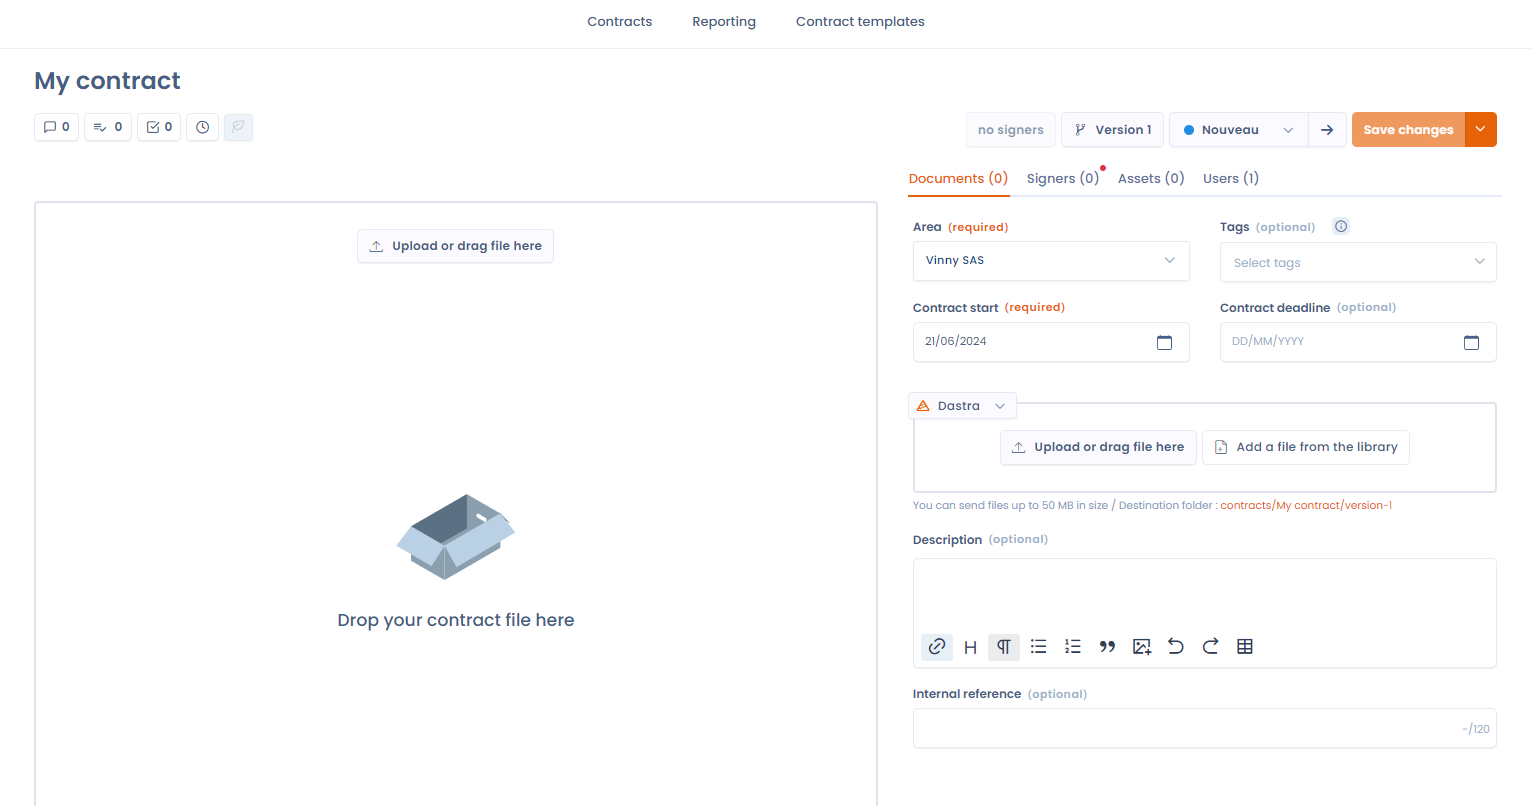 Contracts Reporting Contract templates
My contract
0 0 0
no signers Version 1 Nouveau Save changes
Documents (0) Signers (0) Assets (0) Users (1)
Upload or drag file here
Drop your contract file here
Area (required) Tags (optional)
Vinny SAS Select tags
Contract start (required) Contract deadline (optional)
21/06/2024 DD/MM/YYYY
Dastra
Upload or drag file here Add a file from the library
You can send files up to 50 MB in size / Destination folder : contracts/My contract/version-1
Description (optional)
Internal reference (optional)
-/120